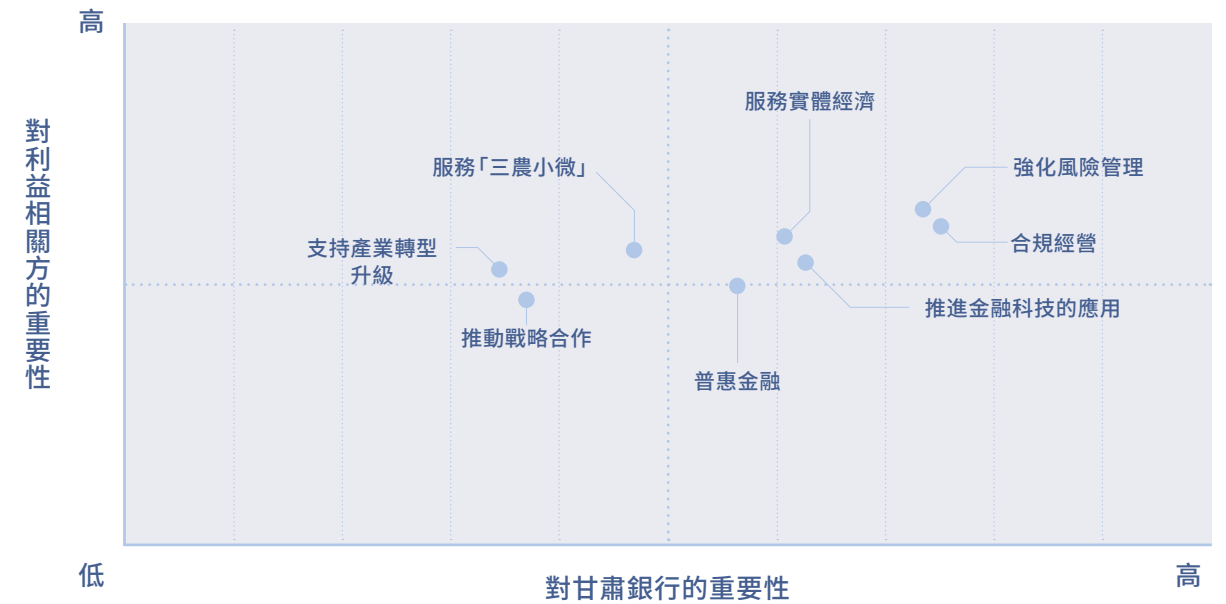 高
對利益相關方的重要性
服務實體經濟
服務「三農小微」
強化風險管理
支持產業轉型
升級
合規經營
推進金融科技的應用
推動戰略合作
普惠金融
低
對甘肅銀行的重要性
高